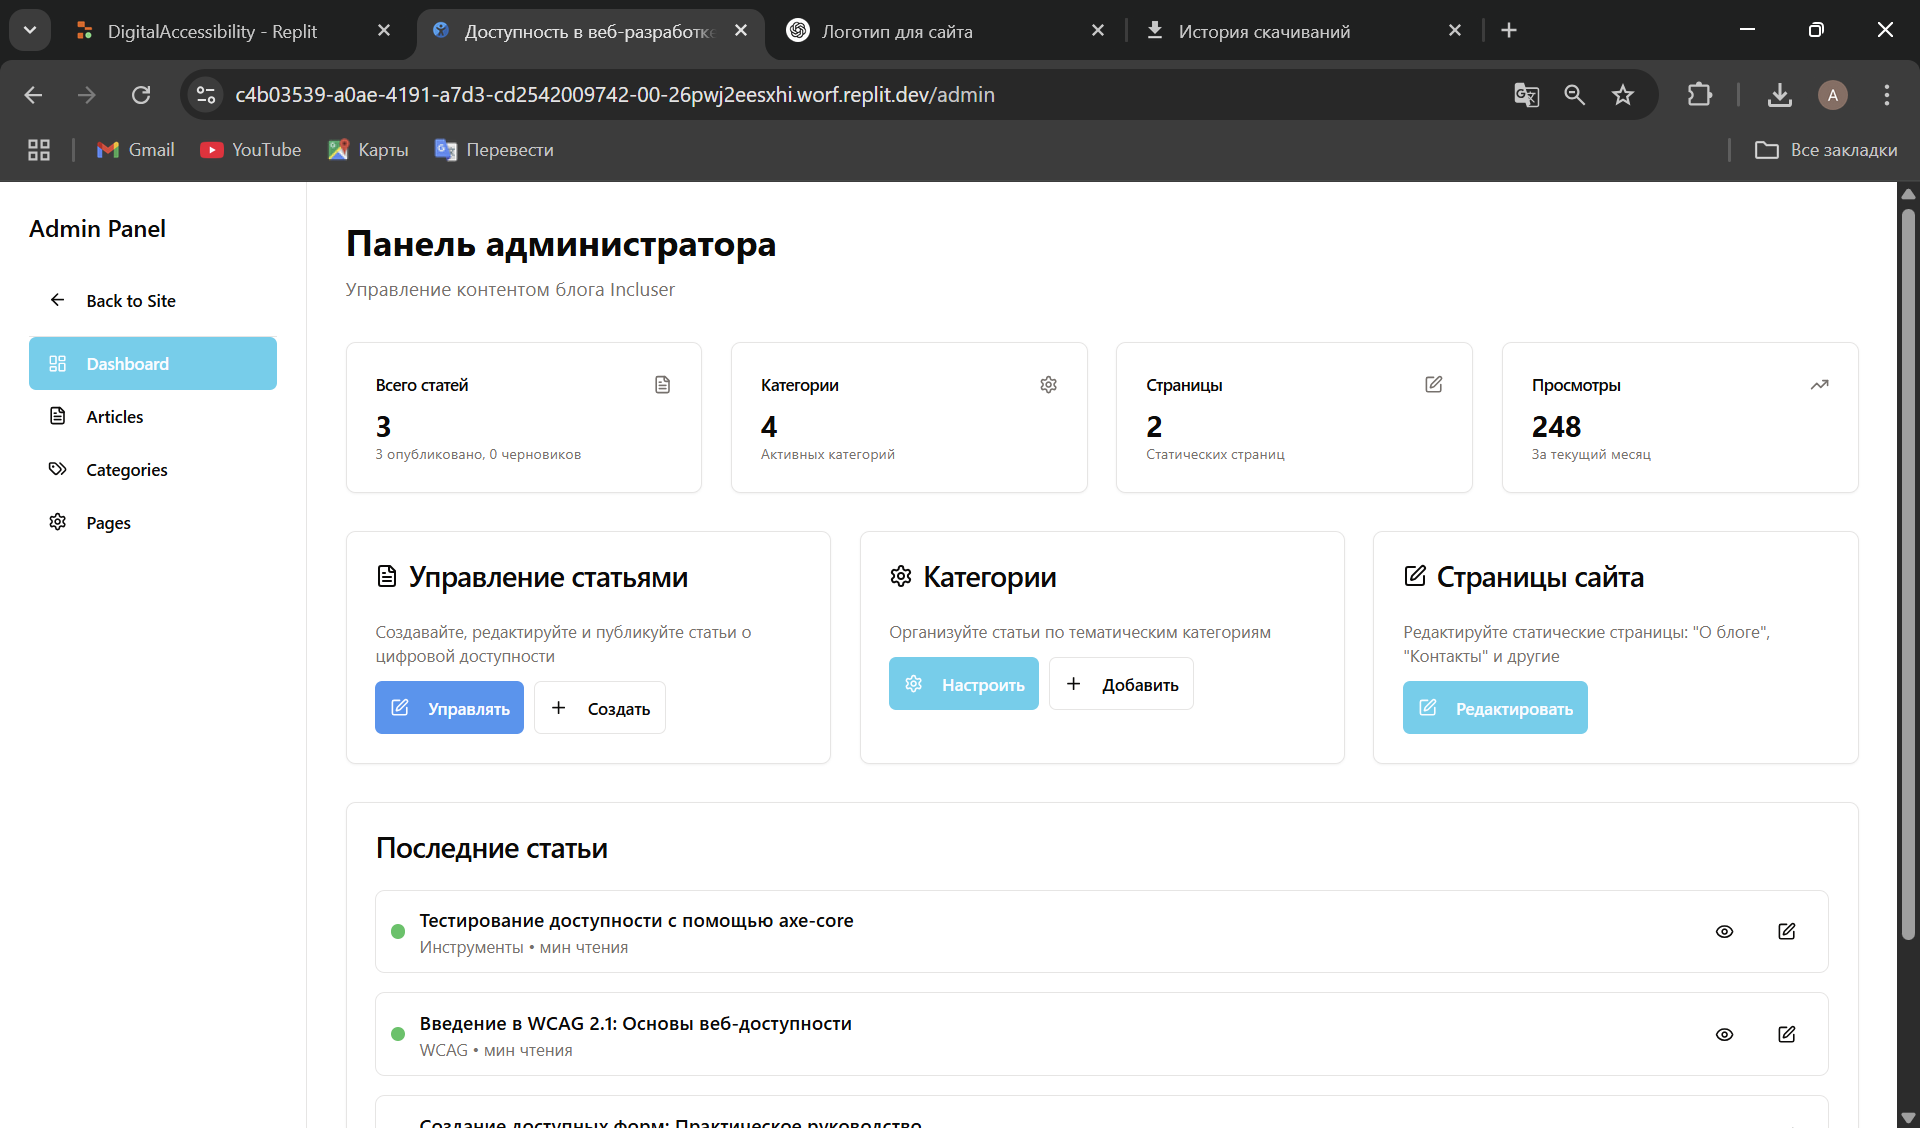 DigitalAccessibility - Replit
Доступность в веб-разработке
Логотип для сайта
История скачиваний
c4b03539-a0ae-4191-a7d3-cd2542009742-00-26pwj2eesxhi.worf.replit.dev/admin
A
Gmail
YouTube
Карты
Перевести
Все закладки
Admin Panel
Back to Site
Dashboard
Articles
Categories
Pages
Панель администратора
Управление контентом блога Incluser
Всего статей
3
3 опубликовано, 0 черновиков
Категории
4
Активных категорий
Страницы
2
Статических страниц
Просмотры
248
За текущий месяц
Управление статьями
Создавайте, редактируйте и публикуйте статьи о
цифровой доступности
Управлять
Создать
Категории
Организуйте статьи по тематическим категориям
Настроить
Добавить
Страницы сайта
Редактируйте статические страницы: "О блоге",
"Контакты" и другие
Редактировать
Последние статьи
Тестирование доступности с помощью axe-core
Инструменты • мин чтения
Введение в WCAG 2.1: Основы веб-доступности
WCAG • мин чтения
Создание доступных форм: Практическое руководство